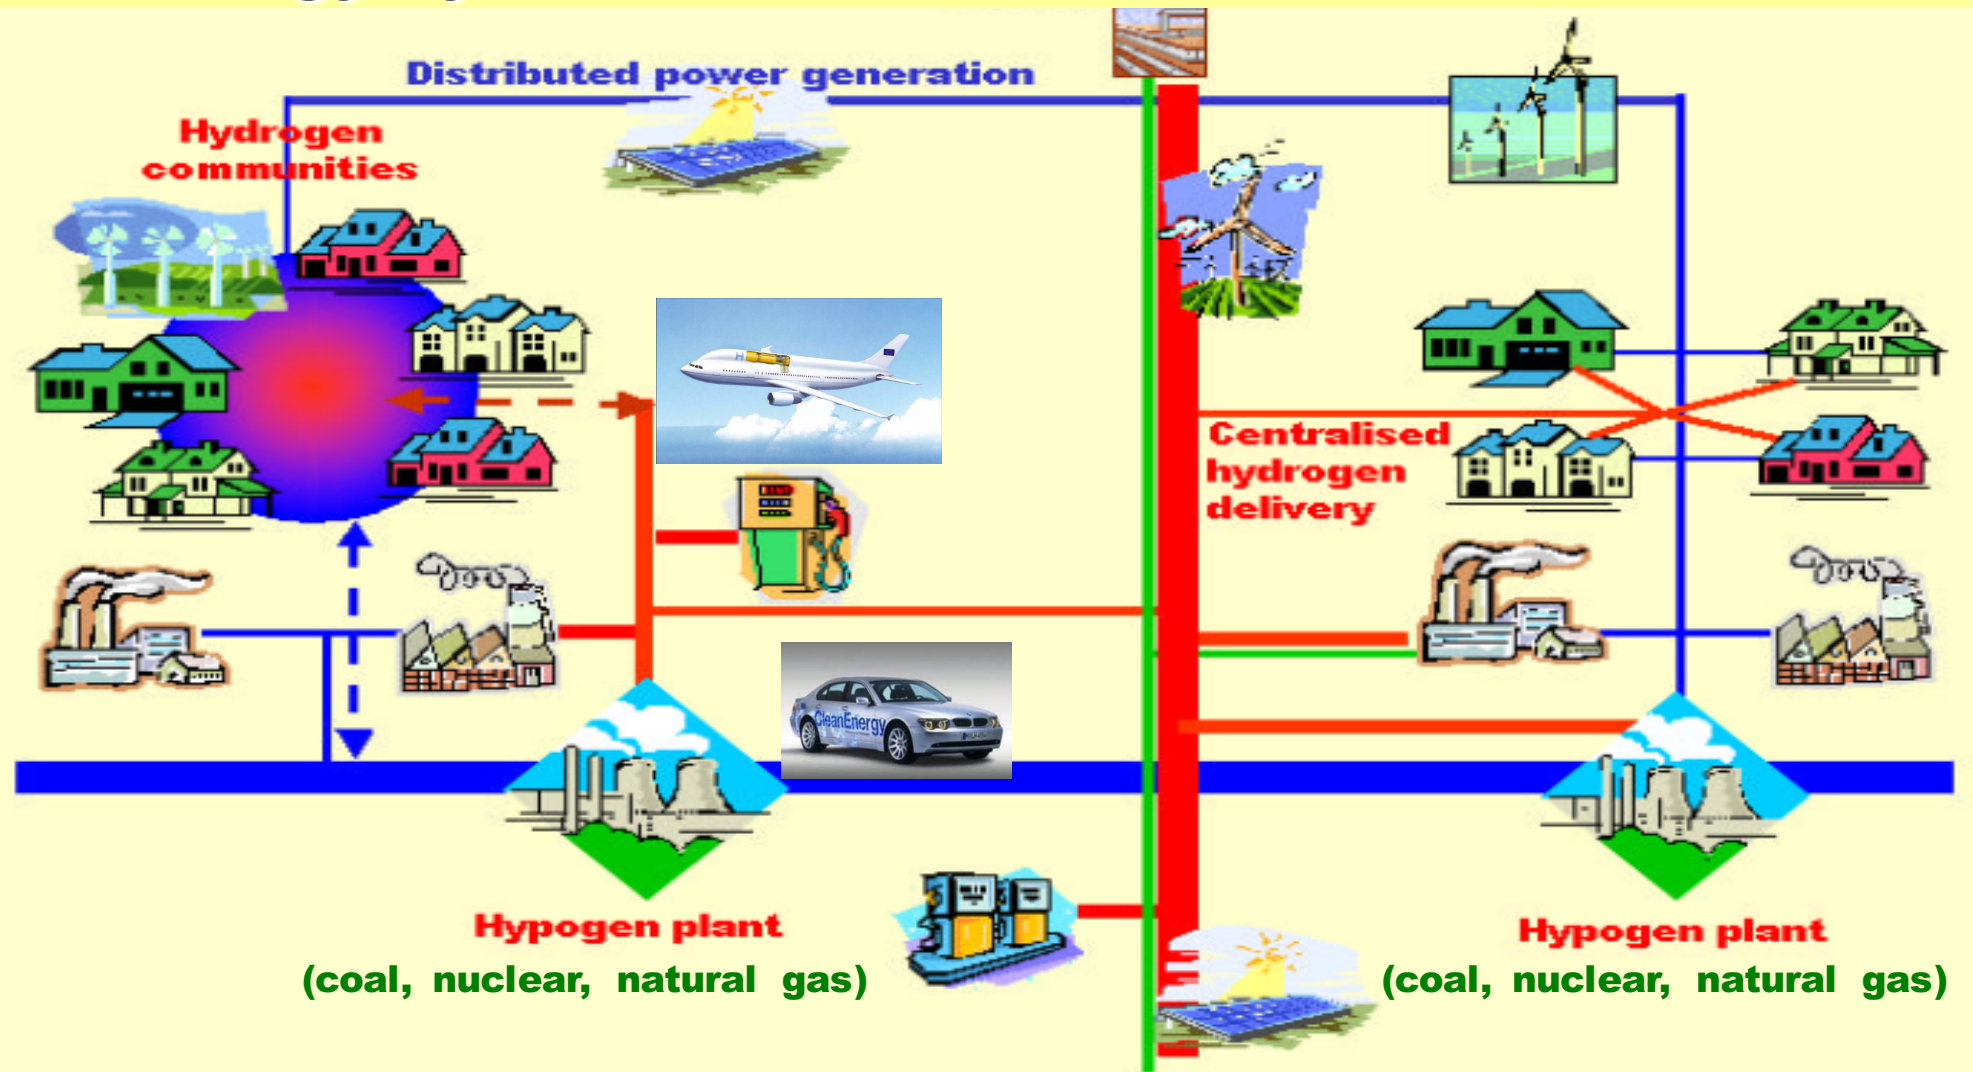 Distributed power generation
Hydrogen
communities
H
Centralised
hydrogen
delivery
CleanEnergy
Hypogen plant
(coal, nuclear, natural gas)
Hypogen plant
(coal, nuclear, natural gas)